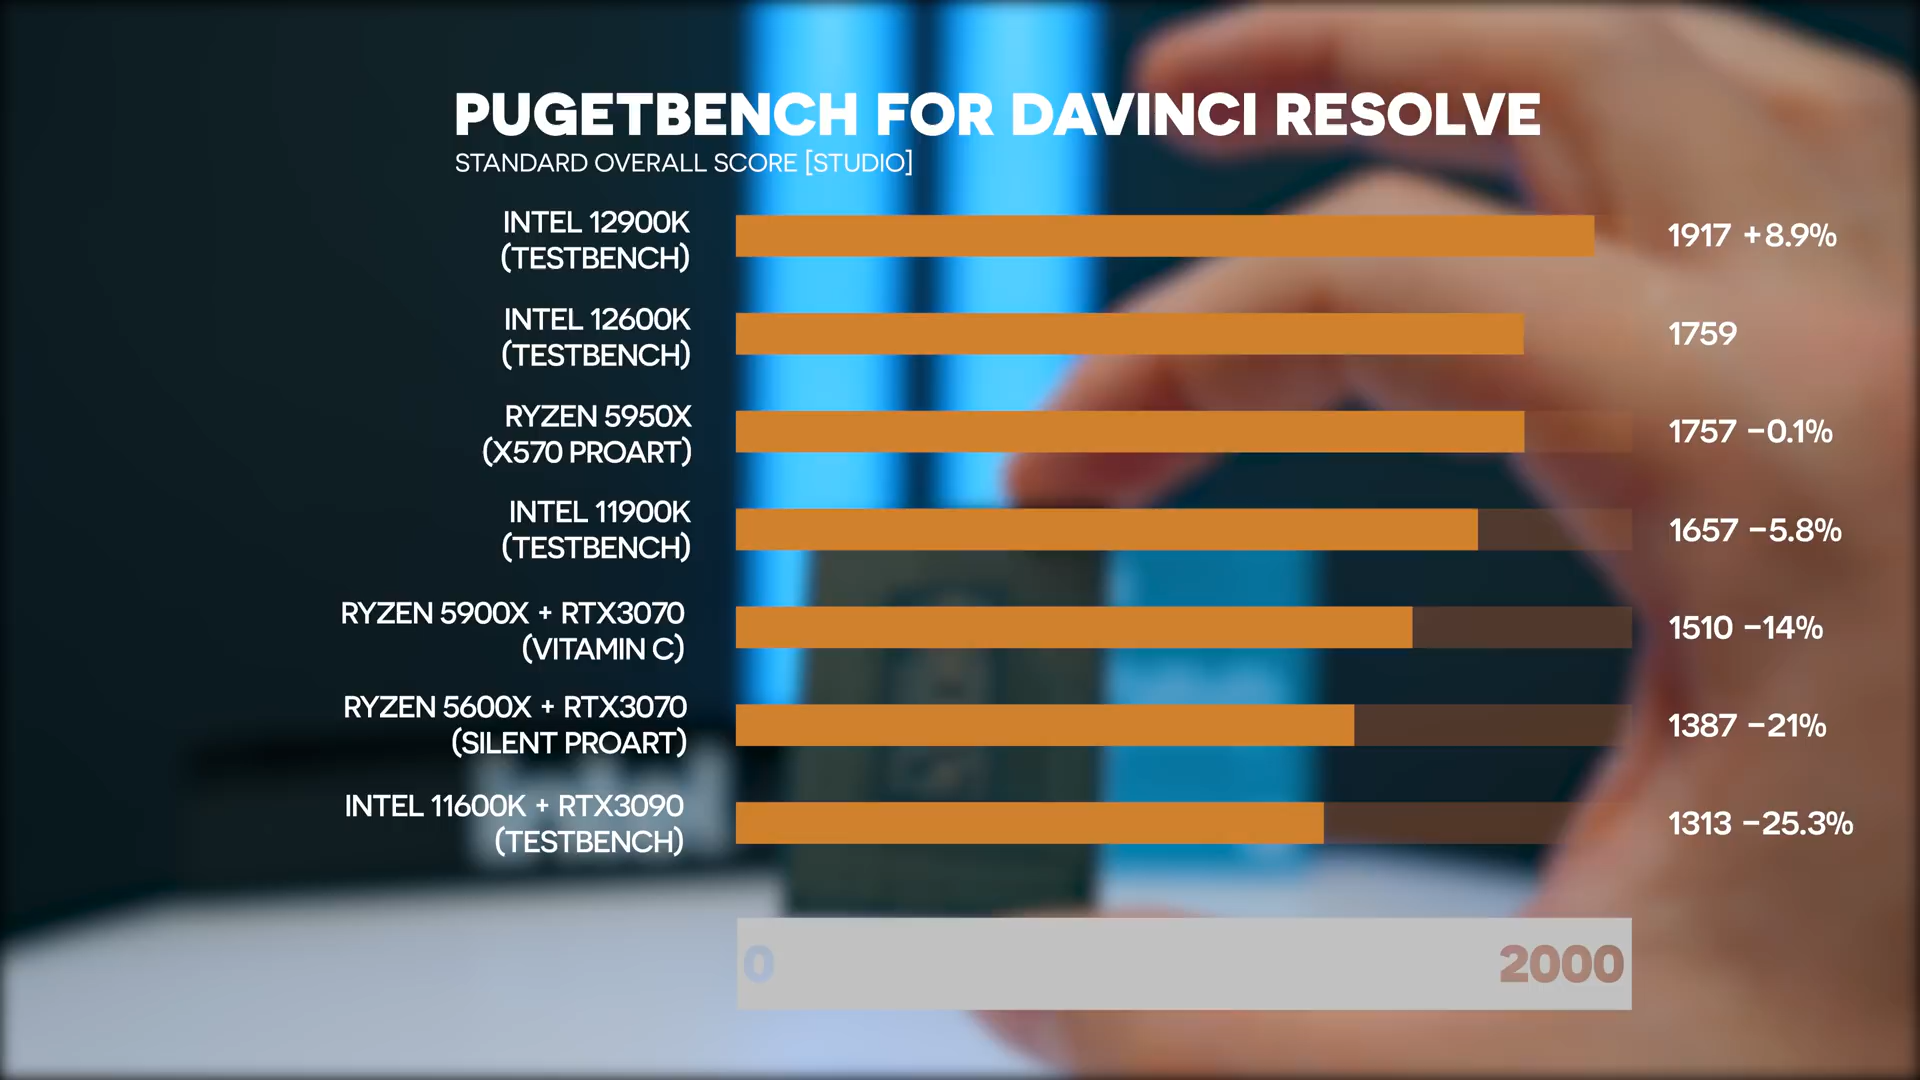 PUGETBENCH FOR DAVINCI RESOLVE
STANDARD OVERALL SCORE [STUDIO]
INTEL 12900K
(TESTBENCH)
1917 +8.9%
INTEL 12600K
(TESTBENCH)
1759
RYZEN 5950X
(X570 PROART)
1757 −0.1%
INTEL 11900K
(TESTBENCH)
1657 −5.8%
RYZEN 5900X + RTX3070
(VITAMIN C)
1510 −14%
RYZEN 5600X + RTX3070
(SILENT PROART)
1387 −21%
INTEL 11600K + RTX3090
(TESTBENCH)
1313 −25.3%
0 2000